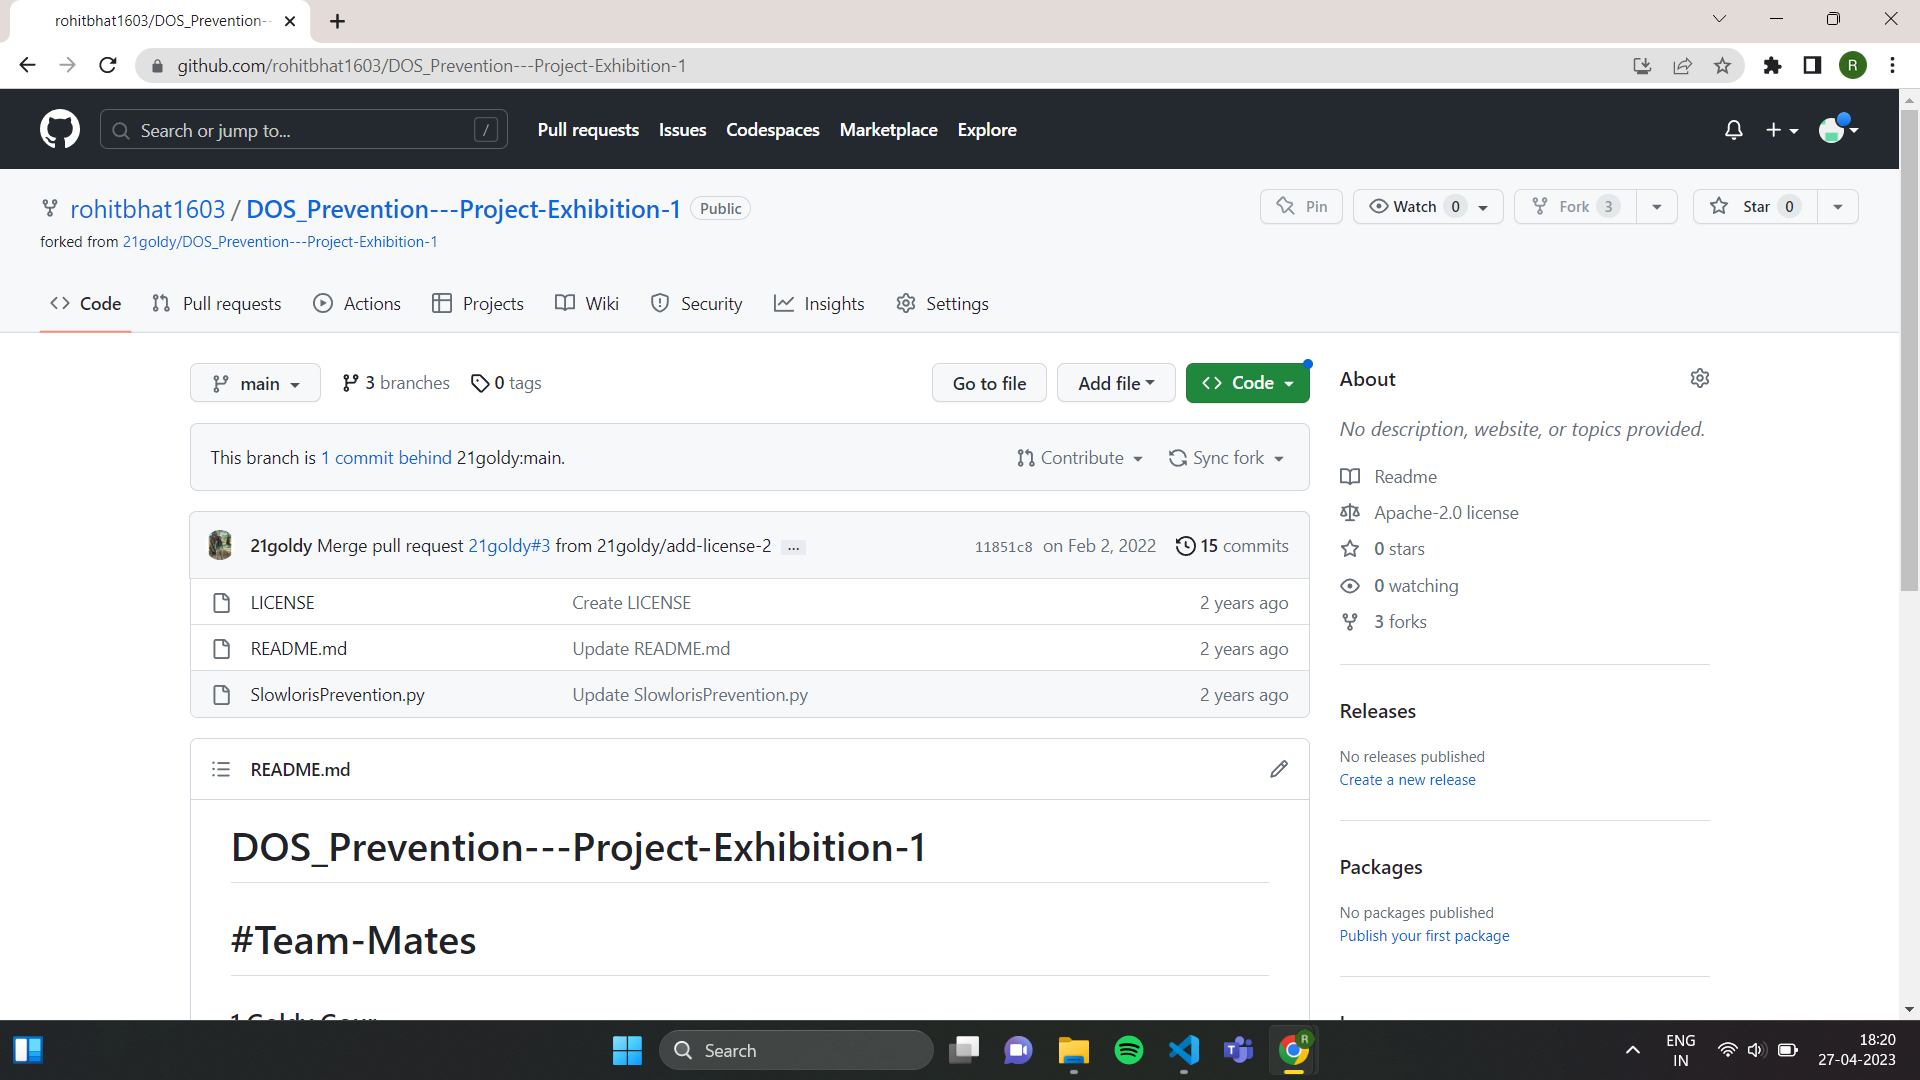 rohitbhat1603/DOS_Prevention--
github.com/rohitbhat1603/DOS_Prevention---Project-Exhibition-1
R
Search or jump to...
/
Pull requests
Issues
Codespaces
Marketplace
Explore
rohitbhat1603 / DOS_Prevention---Project-Exhibition-1
Public
Pin
Watch 0
Fork 3
Star 0
forked from 21goldy/DOS_Prevention---Project-Exhibition-1
Code
Pull requests
Actions
Projects
Wiki
Security
Insights
Settings
main
3 branches
0 tags
Go to file
Add file
Code
This branch is 1 commit behind 21goldy:main.
Contribute
Sync fork
21goldy Merge pull request 21goldy#3 from 21goldy/add-license-2 ...
11851c8 on Feb 2, 2022
15 commits
LICENSE
Create LICENSE
2 years ago
README.md
Update README.md
2 years ago
SlowlorisPrevention.py
Update SlowlorisPrevention.py
2 years ago
README.md
DOS_Prevention---Project-Exhibition-1
#Team-Mates
About
No description, website, or topics provided.
Readme
Apache-2.0 license
0 stars
0 watching
3 forks
Releases
No releases published
Create a new release
Packages
No packages published
Publish your first package
Search
R
ENG
IN
18:20
27-04-2023